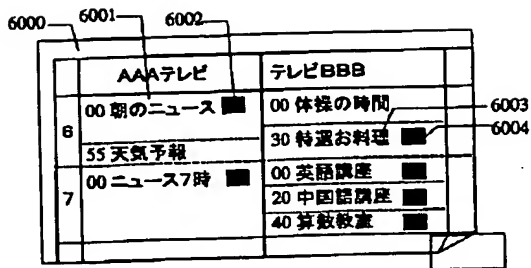 6000 6001 6002
AAAテレビ テレビBBB
6
00 朝のニュース
55 天気予報
00 体操の時間
30 特選お料理
6003
6004
7
00 ニュース7時
00 英語講座
20 中国語講座
40 算数教室